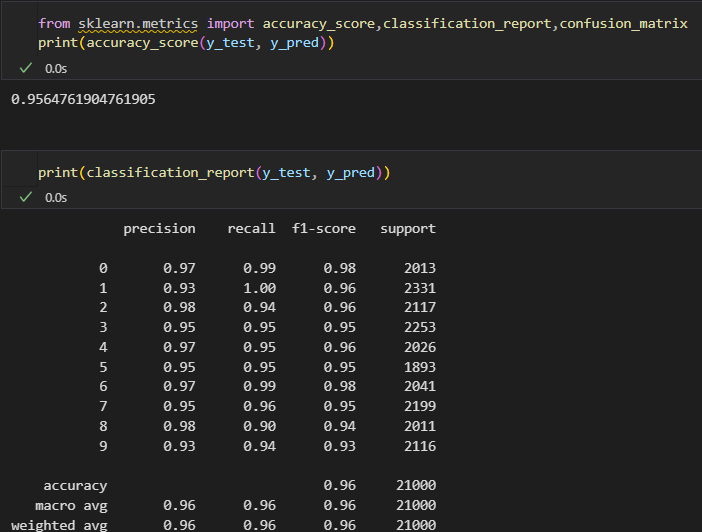 from sklearn.metrics import accuracy_score,classification_report,confusion_matrix
print(accuracy_score(y_test, y_pred))
0.0s
0.9564761904761905
print(classification_report(y_test, y_pred))
0.0s
precision recall f1-score support
0 0.97 0.99 0.98 2013
1 0.93 1.00 0.96 2331
2 0.98 0.94 0.96 2117
3 0.95 0.95 0.95 2253
4 0.97 0.95 0.96 2026
5 0.95 0.95 0.95 1893
6 0.97 0.99 0.98 2041
7 0.95 0.96 0.95 2199
8 0.98 0.90 0.94 2011
9 0.93 0.94 0.93 2116
accuracy 0.96 21000
macro avg 0.96 0.96 0.96 21000
weighted avg 0.96 0.96 0.96 21000